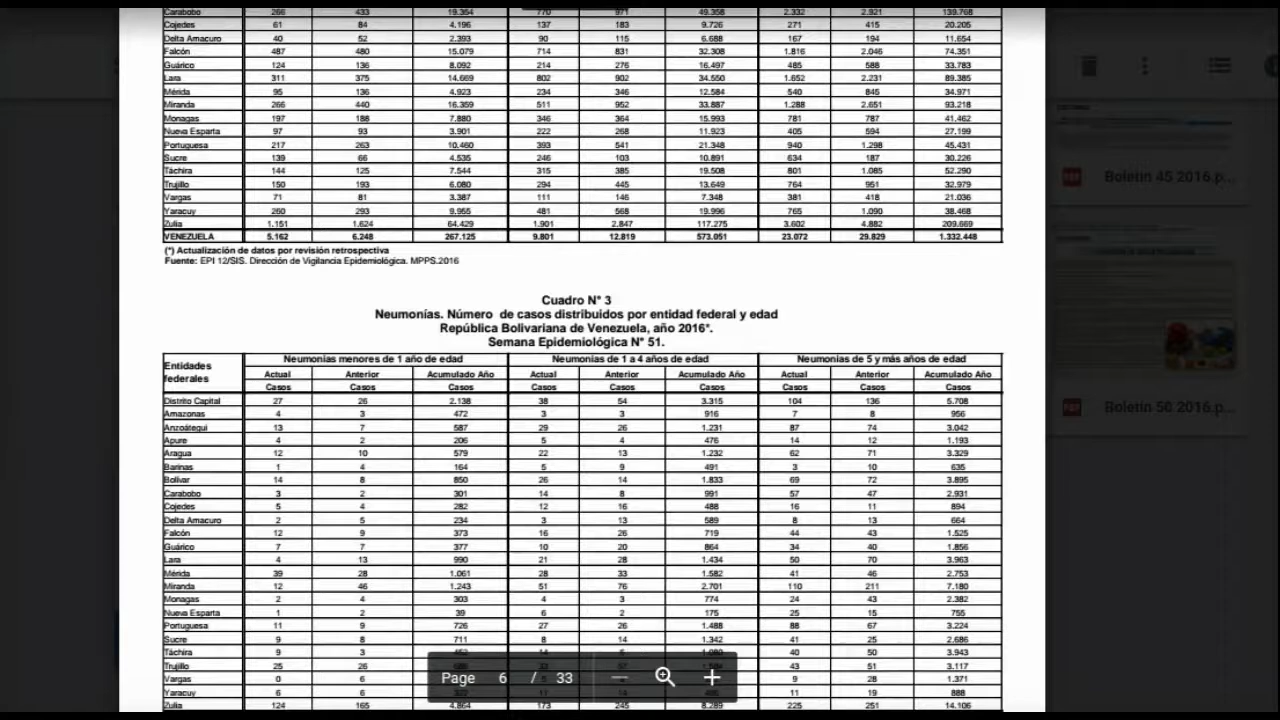 Carabobo 266 433 19.364 770 971 49.358 2.332 2.921 139.768
Cojedes 61 84 4.196 137 183 9.726 271 415 20.205
Delta Amacuro 40 52 2.393 90 115 6.688 167 194 11.654
Falcón 487 480 15.079 714 831 32.308 1.816 2.046 74.351
Guárico 124 136 8.092 214 276 16.497 485 588 33.783
Lara 311 375 14.669 802 902 34.550 1.652 2.231 89.385
Mérida 95 136 4.923 234 346 12.584 540 845 34.971
Miranda 266 440 16.359 511 952 33.887 1.288 2.651 93.218
Monagas 197 188 7.880 346 364 15.993 781 787 41.462
Nueva Esparta 97 93 3.901 222 268 11.923 405 594 27.199
Portuguesa 217 263 10.460 393 541 21.348 940 1.298 45.431
Sucre 139 66 4.535 246 103 10.891 634 187 30.226
Táchira 144 125 7.544 315 385 19.508 801 1.085 52.290
Trujillo 150 193 6.080 294 445 13.649 764 951 32.979
Vargas 71 81 3.387 111 146 7.348 381 418 21.036
Yaracuy 260 293 9.955 481 568 19.996 765 1.090 38.468
Zulia 1.151 1.624 64.429 1.901 2.847 117.275 3.602 4.882 209.669
VENEZUELA 5.162 6.248 267.125 9.801 12.819 573.051 23.072 29.829 1.332.448
(*) Actualización de datos por revisión retrospectiva
Fuente: EPI 12/SIS. Dirección de Vigilancia Epidemiológica. MPPS.2016
Cuadro N° 3
Neumonías. Número de casos distribuidos por entidad federal y edad
República Bolivariana de Venezuela, año 2016*.
Semana Epidemiológica N° 51.
Entidades federales Neumonías menores de 1 año de edad Neumonías de 1 a 4 años de edad Neumonías de 5 y más años de edad
Actual Anterior Acumulado Año Actual Anterior Acumulado Año Actual Anterior Acumulado Año
Casos Casos Casos Casos Casos Casos Casos Casos Casos
Distrito Capital 27 26 2.138 38 54 3.315 104 136 5.708
Amazonas 4 3 472 3 3 916 7 8 956
Anzoátegui 13 7 587 29 26 1.231 87 74 3.042
Apure 4 2 206 5 4 476 14 12 1.193
Aragua 12 10 579 22 13 1.232 62 71 3.329
Barinas 1 4 164 5 9 491 3 10 635
Bolívar 14 8 850 26 14 1.833 69 72 3.895
Carabobo 3 2 301 14 8 991 57 47 2.931
Cojedes 5 4 282 12 16 488 16 11 894
Delta Amacuro 2 5 234 3 13 589 8 13 664
Falcón 12 9 373 16 26 719 44 43 1.525
Guárico 7 7 377 10 20 864 34 40 1.856
Lara 4 13 990 21 28 1.434 50 70 3.963
Mérida 39 28 1.061 28 33 1.582 41 46 2.753
Miranda 12 46 1.243 51 76 2.701 110 211 7.180
Monagas 2 4 303 4 3 774 24 43 2.382
Nueva Esparta 1 2 39 6 2 175 25 15 755
Portuguesa 11 9 726 27 26 1.488 88 67 3.224
Sucre 9 8 711 8 14 1.342 41 25 2.686
Táchira 9 3 40 50 3.943
Trujillo 25 26 43 51 3.117
Vargas 0 6 9 28 1.371
Yaracuy 6 6 11 19 888
Zulia 124 165 4.864 173 245 8.289 225 251 14.106
Page 6 / 33
Boletin 45 2016.p...
Boletin 50 2016.p...